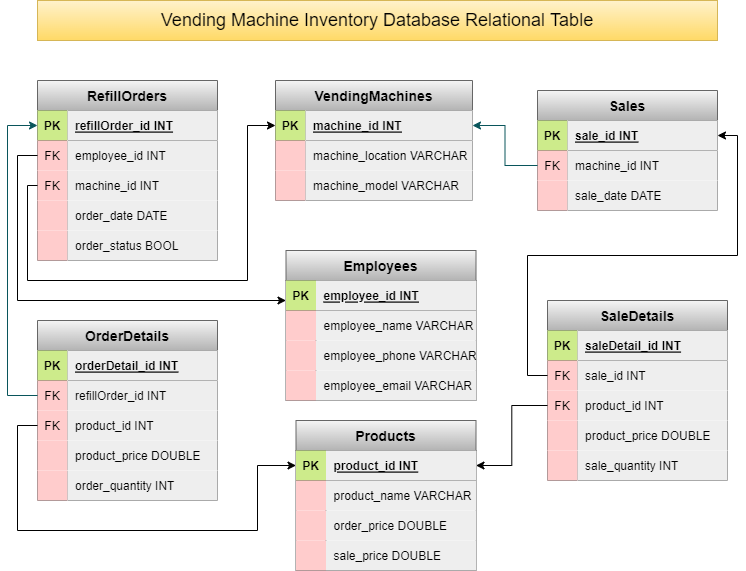 Vending Machine Inventory Database Relational Table
RefillOrders
PK refillOrder_id INT
FK employee_id INT
FK machine_id INT
order_date DATE
order_status BOOL
VendingMachines
PK machine_id INT
machine_location VARCHAR
machine_model VARCHAR
Sales
PK sale_id INT
FK machine_id INT
sale_date DATE
Employees
PK employee_id INT
employee_name VARCHAR
employee_phone VARCHAR
employee_email VARCHAR
OrderDetails
PK orderDetail_id INT
FK refillOrder_id INT
FK product_id INT
product_price DOUBLE
order_quantity INT
SaleDetails
PK saleDetail_id INT
FK sale_id INT
FK product_id INT
product_price DOUBLE
sale_quantity INT
Products
PK product_id INT
product_name VARCHAR
order_price DOUBLE
sale_price DOUBLE